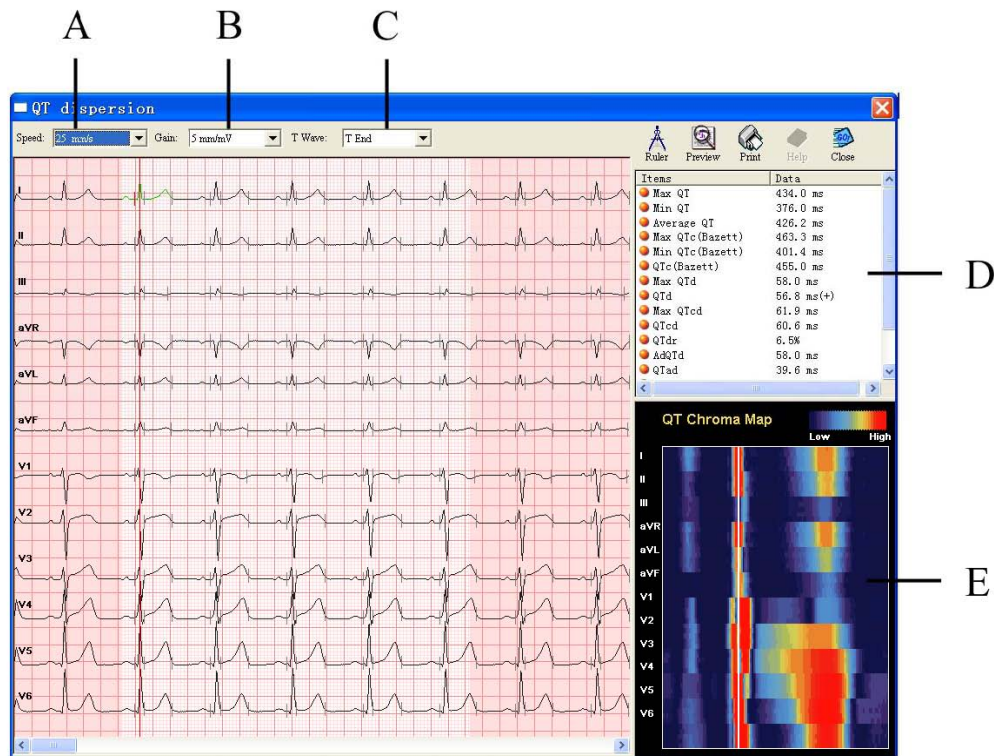 A B C
QT dispersion
Speed: 25 mm/s Gain: 5 mm/mV T Wave: T End
Ruler Preview Print Help Close
Items Data
Max QT 434.0 ms
Min QT 376.0 ms
Average QT 426.2 ms
Max QTc(Bazett) 463.3 ms
Min QTc(Bazett) 401.4 ms
QTc(Bazett) 455.0 ms
Max QTd 58.0 ms
QTd 56.8 ms(+)
Max QTcd 61.9 ms
QTcd 60.6 ms
QTdr 6.5%
AdQTd 58.0 ms
QTad 39.6 ms
D
I
II
III
aVR
aVL
aVF
V1
V2
V3
V4
V5
V6
QT Chroma Map
Low High
I
II
III
aVR
aVL
aVF
V1
V2
V3
V4
V5
V6
E